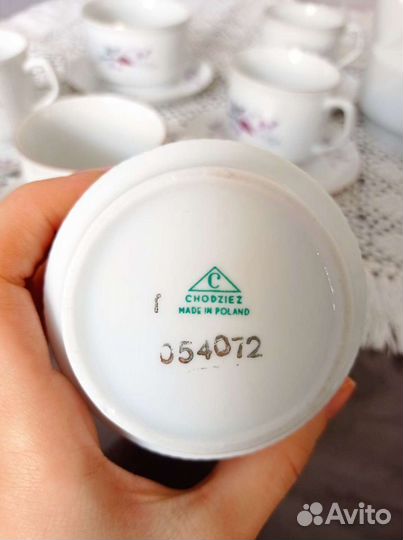 C
CHODZIEŻ
MADE IN POLAND
054072
Avito